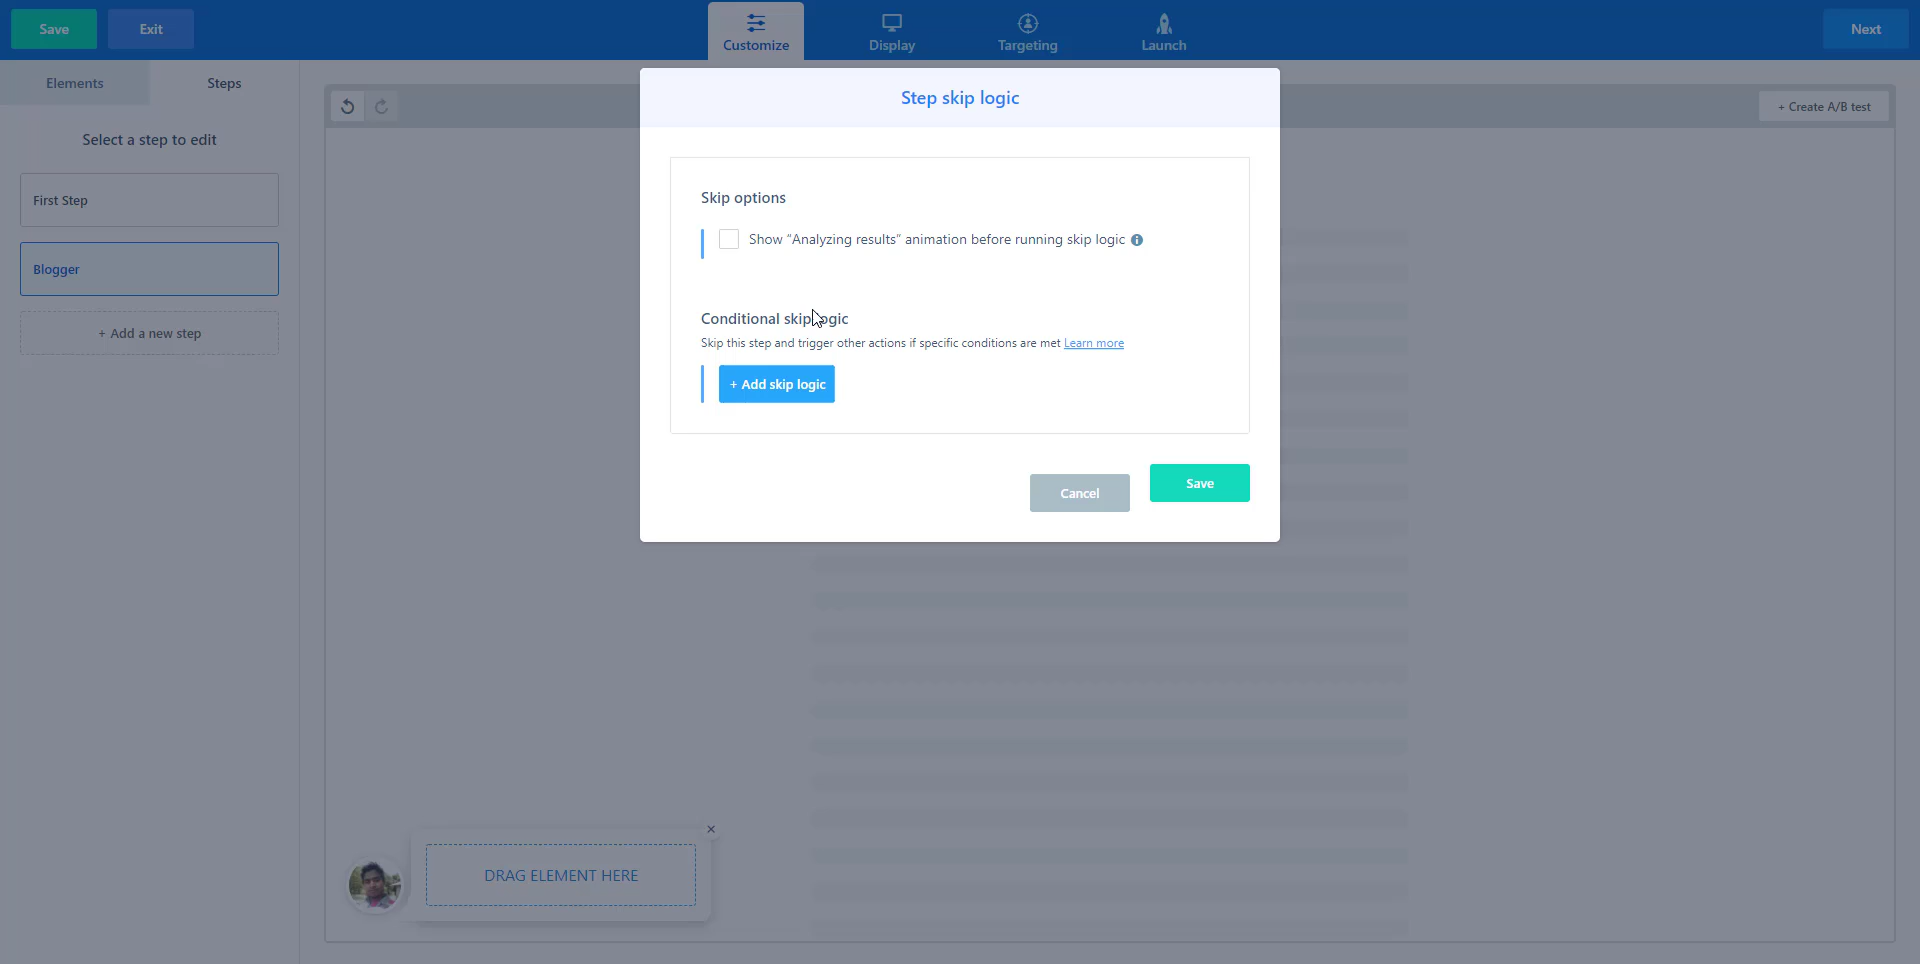 Save
Exit
Customize
Display
Targeting
Launch
Next
Elements
Steps
Select a step to edit
First Step
Blogger
+ Add a new step
+ Create A/B test
Step skip logic
Skip options
Show “Analyzing results” animation before running skip logic
Conditional skip logic
Skip this step and trigger other actions if specific conditions are met Learn more
+ Add skip logic
Cancel
Save
DRAG ELEMENT HERE